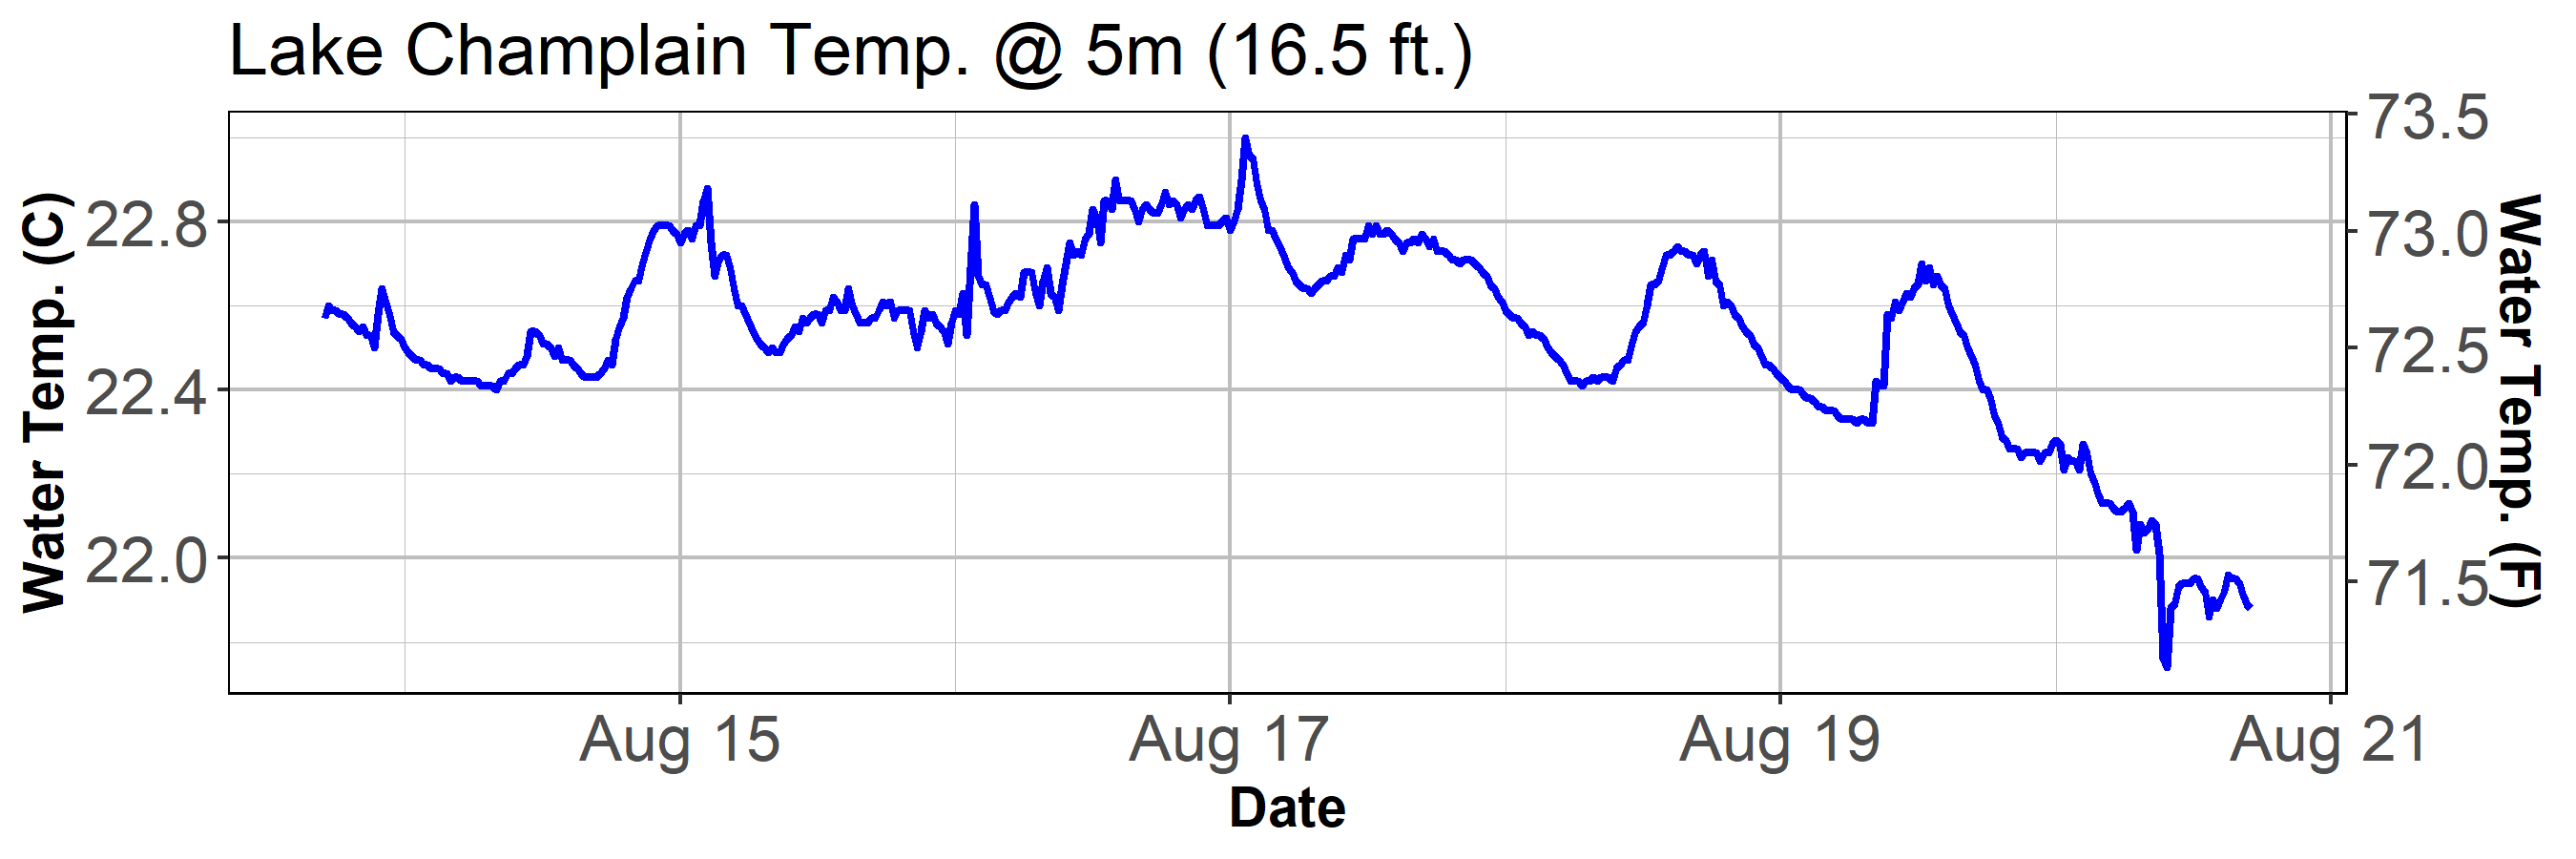 Lake Champlain Temp. @ 5m (16.5 ft.)
Water Temp. (C)
22.8
22.4
22.0
73.5
73.0
72.5
72.0
71.5
Water Temp. (F)
Aug 15
Aug 17
Aug 19
Aug 21
Date